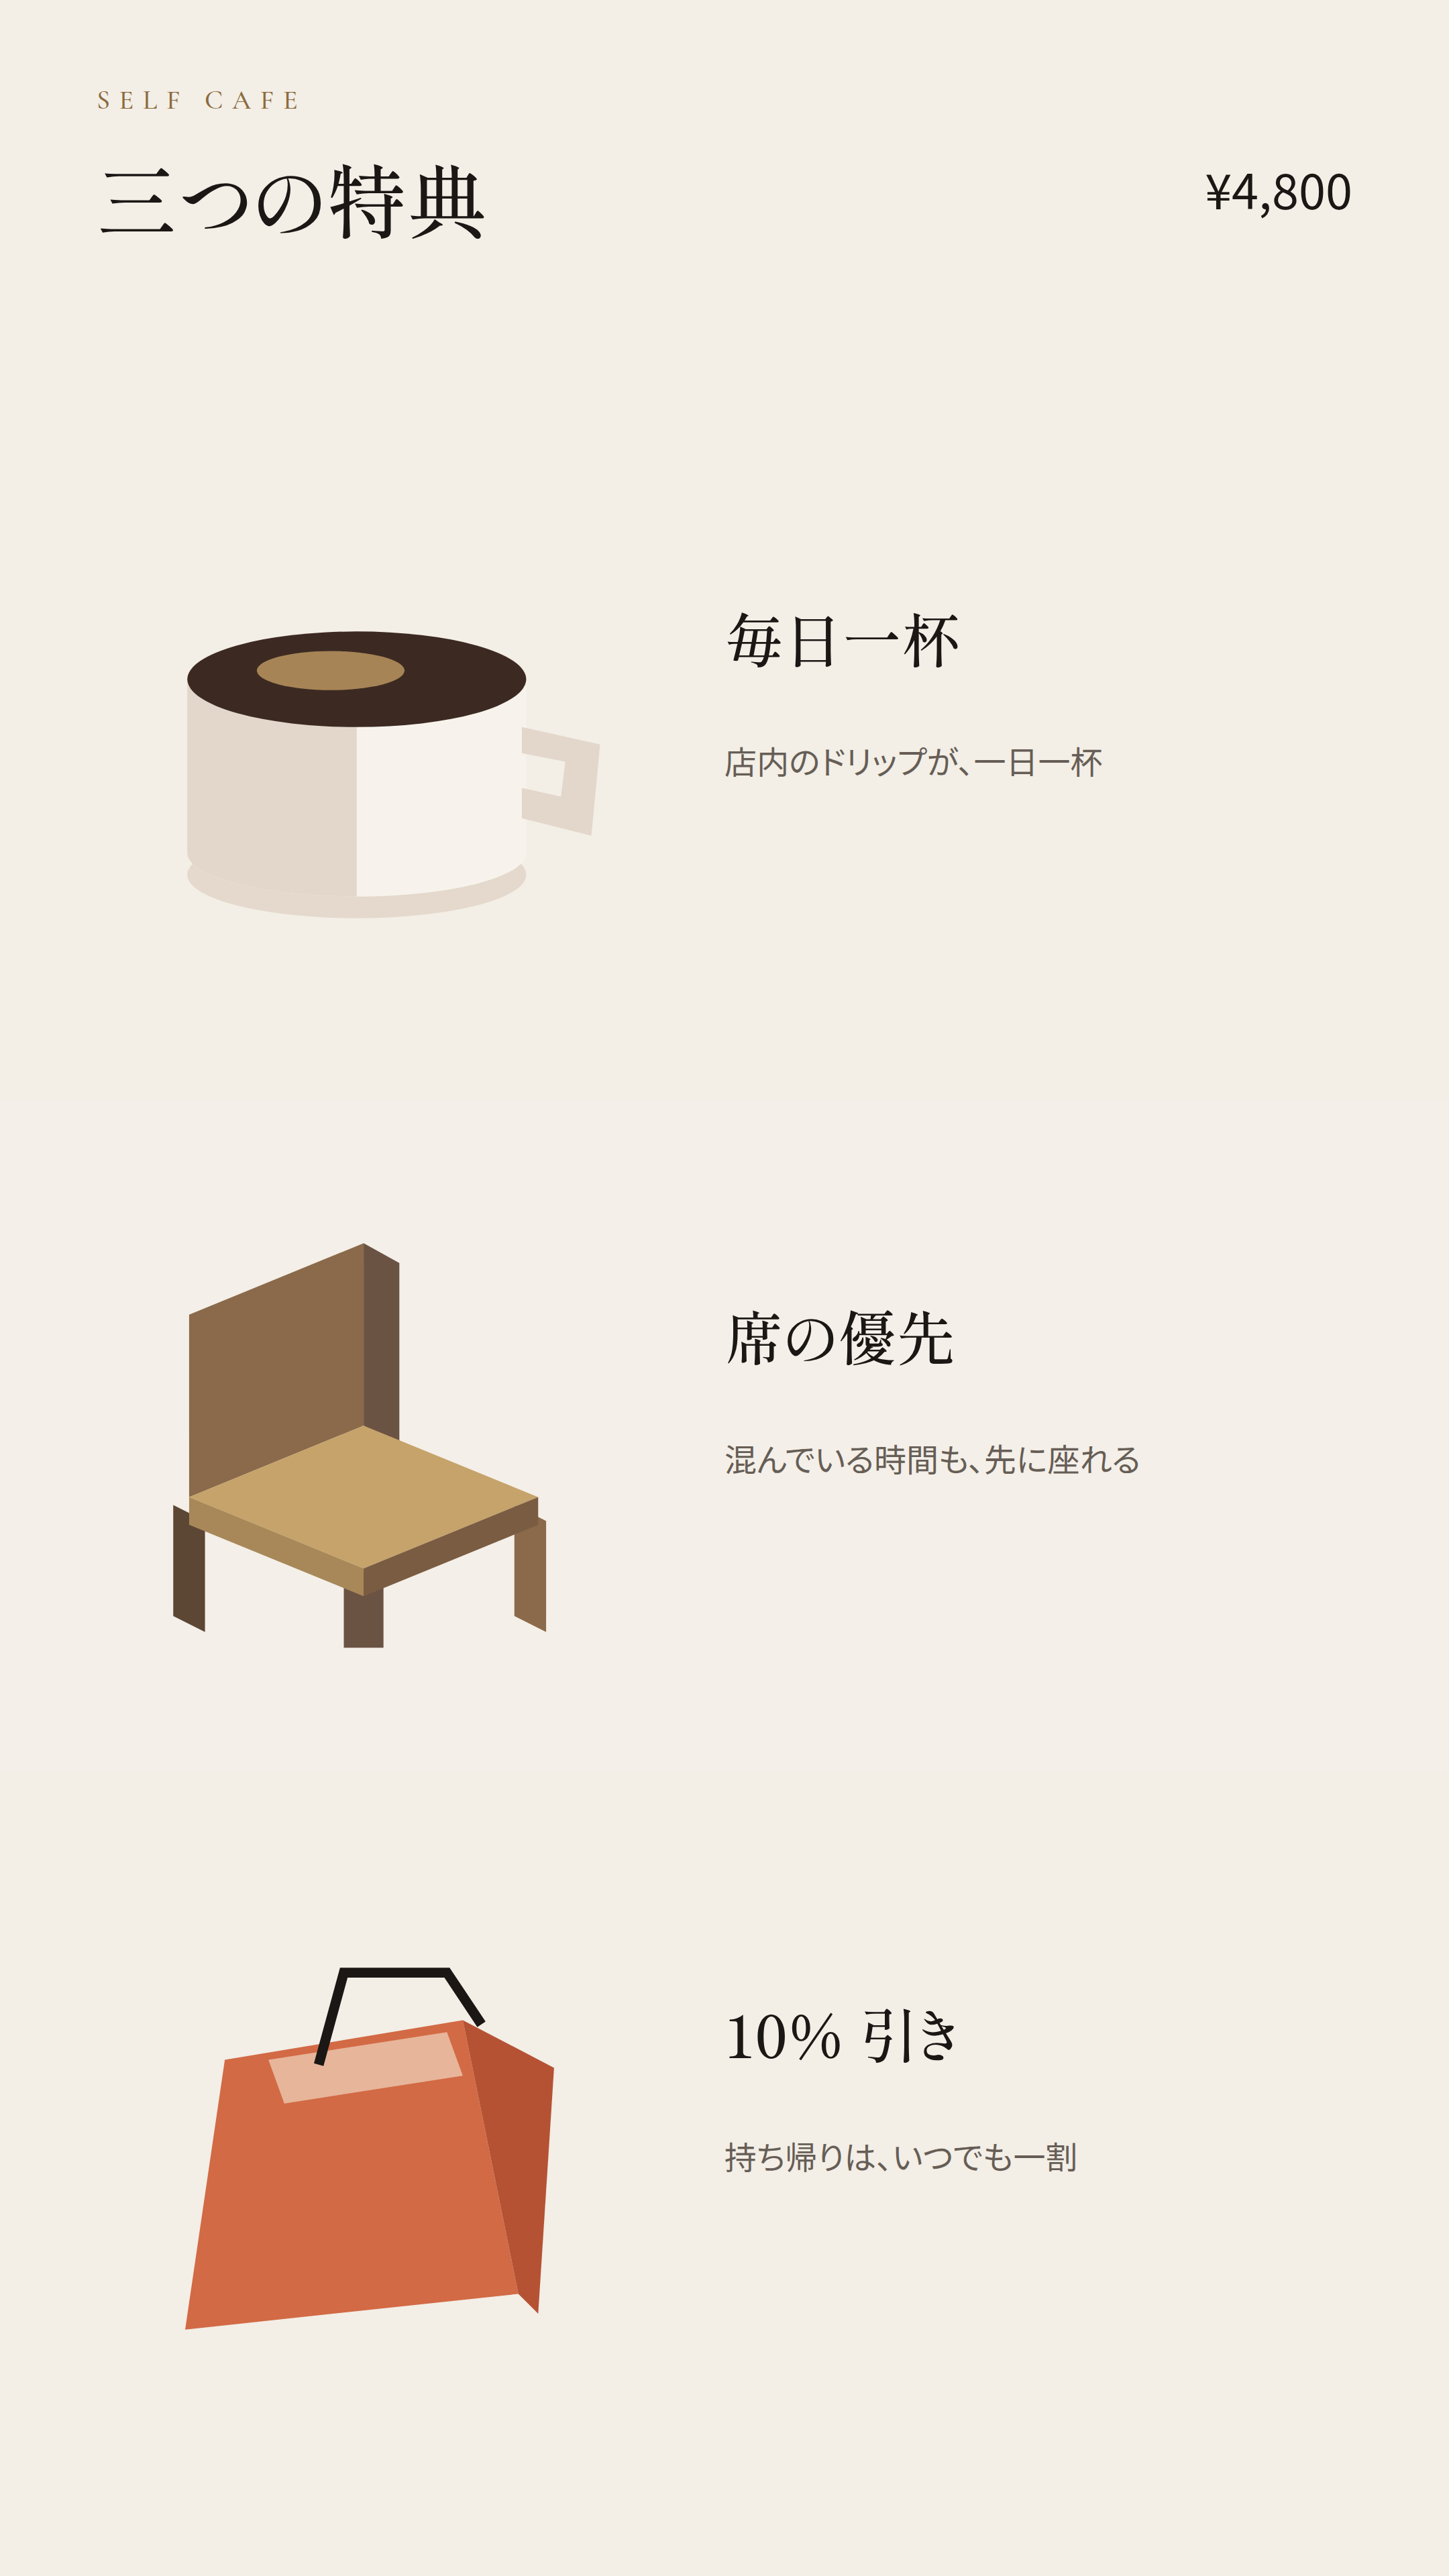 SELF CAFE
三つの特典
¥4,800
毎日一杯
店内のドリップが、一日一杯
席の優先
混んでいる時間も、先に座れる
10% 引き
持ち帰りは、いつでも一割